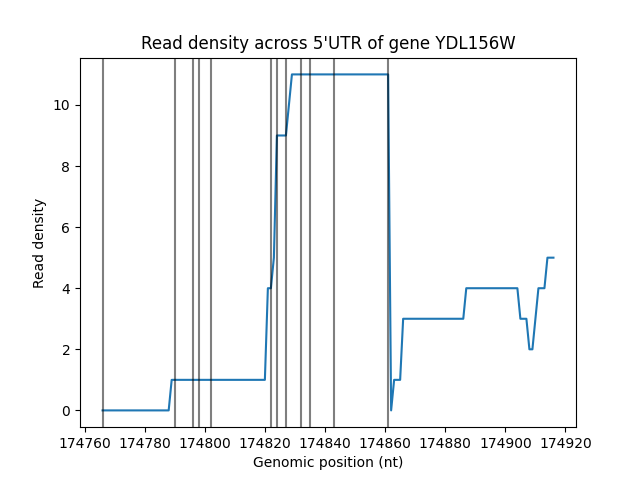 Read density across 5'UTR of gene YDL156W
Read density
10
8
6
4
2
0
174760 174780 174800 174820 174840 174860 174880 174900 174920
Genomic position (nt)